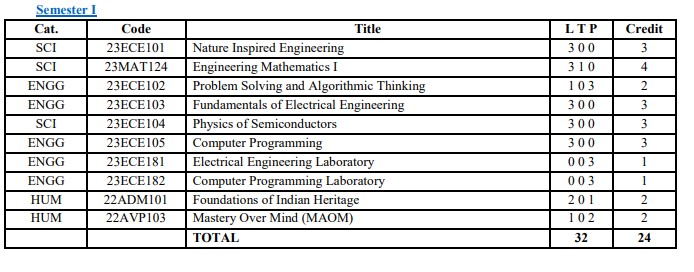 Semester I
Cat. Code Title L T P Credit
SCI 23ECE101 Nature Inspired Engineering 3 0 0 3
SCI 23MAT124 Engineering Mathematics I 3 1 0 4
ENGG 23ECE102 Problem Solving and Algorithmic Thinking 1 0 3 2
ENGG 23ECE103 Fundamentals of Electrical Engineering 3 0 0 3
SCI 23ECE104 Physics of Semiconductors 3 0 0 3
ENGG 23ECE105 Computer Programming 3 0 0 3
ENGG 23ECE181 Electrical Engineering Laboratory 0 0 3 1
ENGG 23ECE182 Computer Programming Laboratory 0 0 3 1
HUM 22ADM101 Foundations of Indian Heritage 2 0 1 2
HUM 22AVP103 Mastery Over Mind (MAOM) 1 0 2 2
TOTAL 32 24